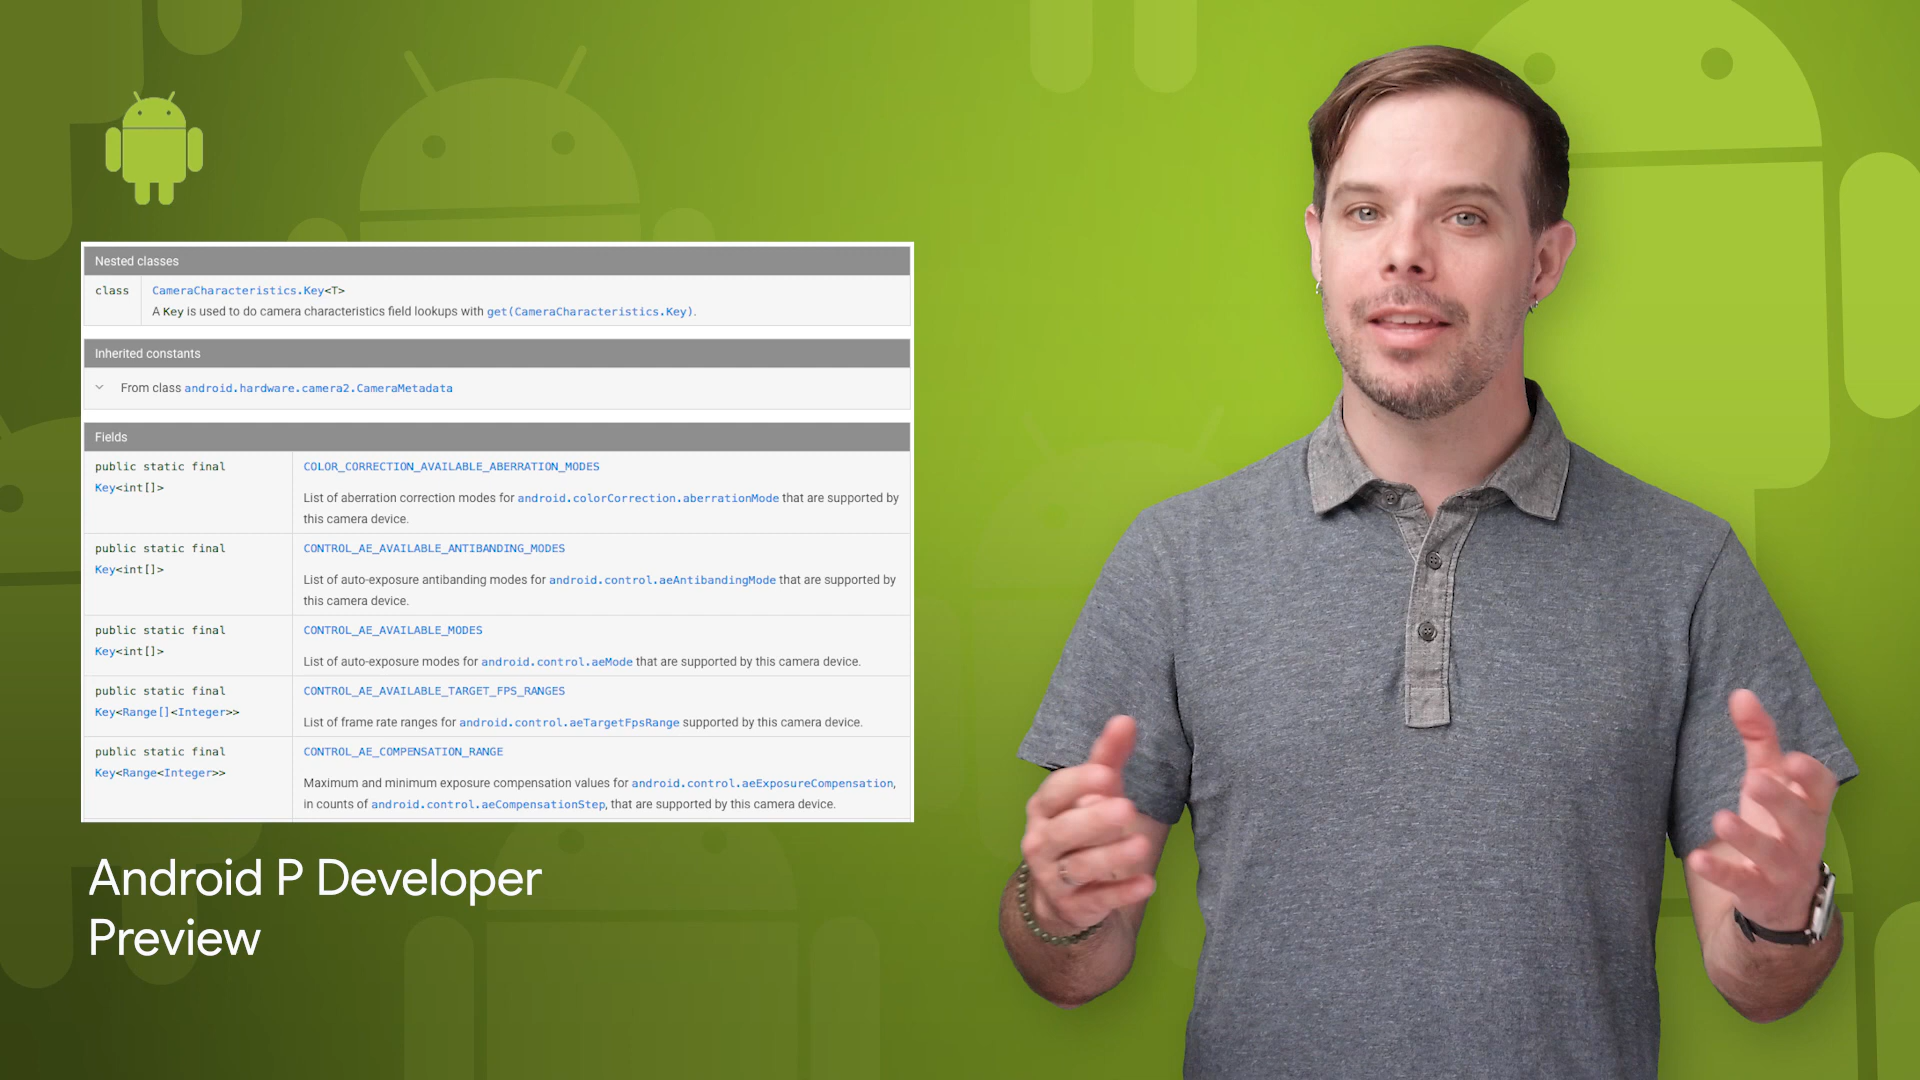 Nested classes
class CameraCharacteristics.Key<T>
A Key is used to do camera characteristics field lookups with get(CameraCharacteristics.Key).
Inherited constants
From class android.hardware.camera2.CameraMetadata
Fields
public static final COLOR_CORRECTION_AVAILABLE_ABERRATION_MODES
Key<int[]>
List of aberration correction modes for android.colorCorrection.aberrationMode that are supported by
this camera device.
public static final CONTROL_AE_AVAILABLE_ANTIBANDING_MODES
Key<int[]>
List of auto-exposure antibanding modes for android.control.aeAntibandingMode that are supported by
this camera device.
public static final CONTROL_AE_AVAILABLE_MODES
Key<int[]>
List of auto-exposure modes for android.control.aeMode that are supported by this camera device.
public static final CONTROL_AE_AVAILABLE_TARGET_FPS_RANGES
Key<Range[]<Integer>>
List of frame rate ranges for android.control.aeTargetFpsRange supported by this camera device.
public static final CONTROL_AE_COMPENSATION_RANGE
Key<Range<Integer>>
Maximum and minimum exposure compensation values for android.control.aeExposureCompensation,
in counts of android.control.aeCompensationStep, that are supported by this camera device.
Android P Developer
Preview